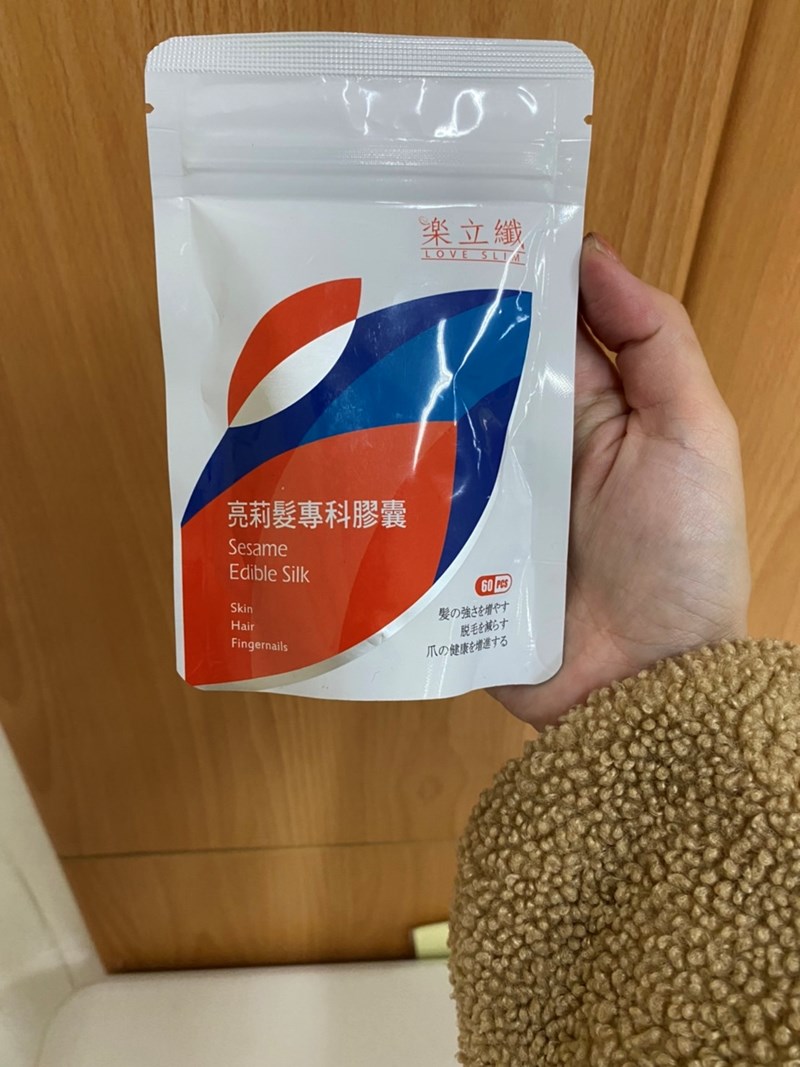 楽立纖
LOVE SLIM
亮莉髮專科膠囊
Sesame
Edible Silk
Skin
Hair
Fingernails
60 PCS
髪の強さを増やす
脱毛を減らす
爪の健康を増進する